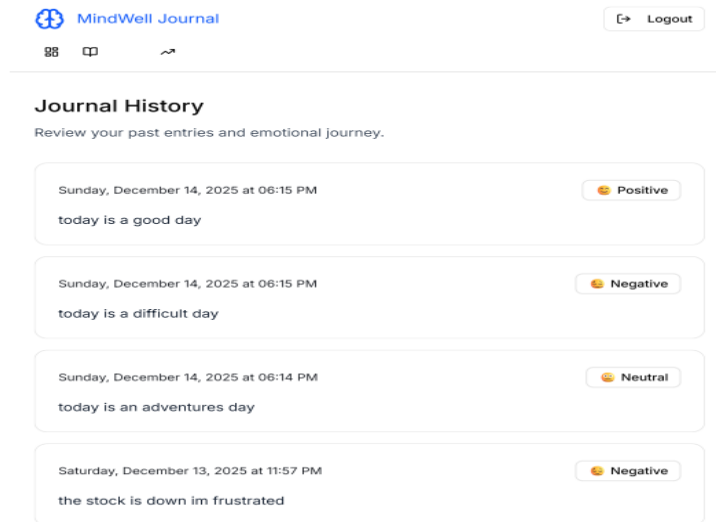 MindWell Journal
Logout
Journal History
Review your past entries and emotional journey.
Sunday, December 14, 2025 at 06:15 PM
Positive
today is a good day
Sunday, December 14, 2025 at 06:15 PM
Negative
today is a difficult day
Sunday, December 14, 2025 at 06:14 PM
Neutral
today is an adventures day
Saturday, December 13, 2025 at 11:57 PM
Negative
the stock is down im frustrated